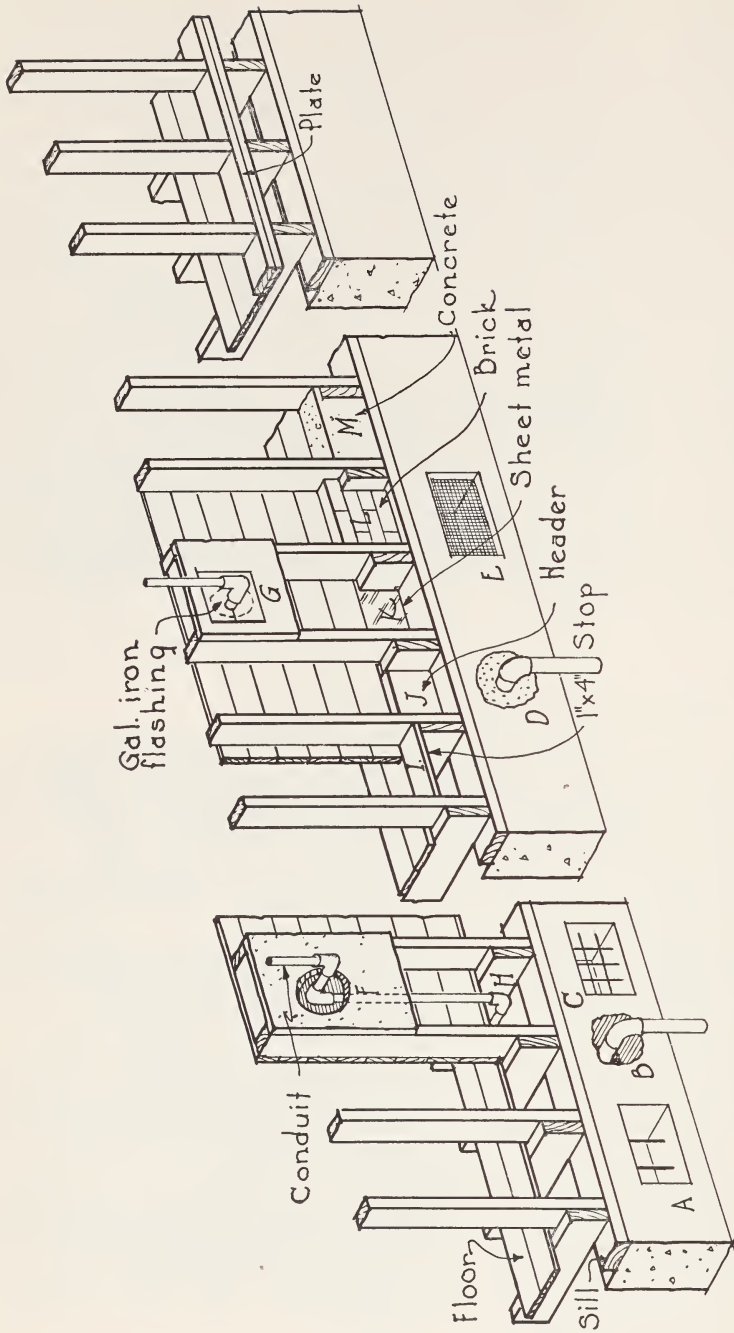 Plate
Concrete
Brick
Sheet metal
Header
1"x4" Stop
Gal. iron
flashing
Conduit
Floor
Sill
A
B
C
D
E
F
G
H
I
J
K
L
M